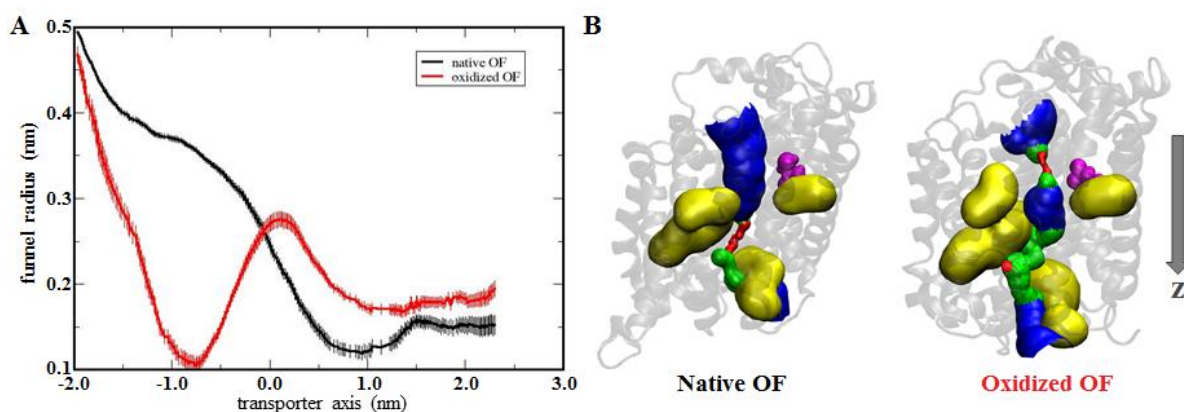 A
0.5
0.4
0.3
0.2
0.1
funnel radius (nm)
native OF
oxidized OF
-2.0 -1.0 0.0 1.0 2.0 3.0
transporter axis (nm)
B
Z
Native OF
Oxidized OF